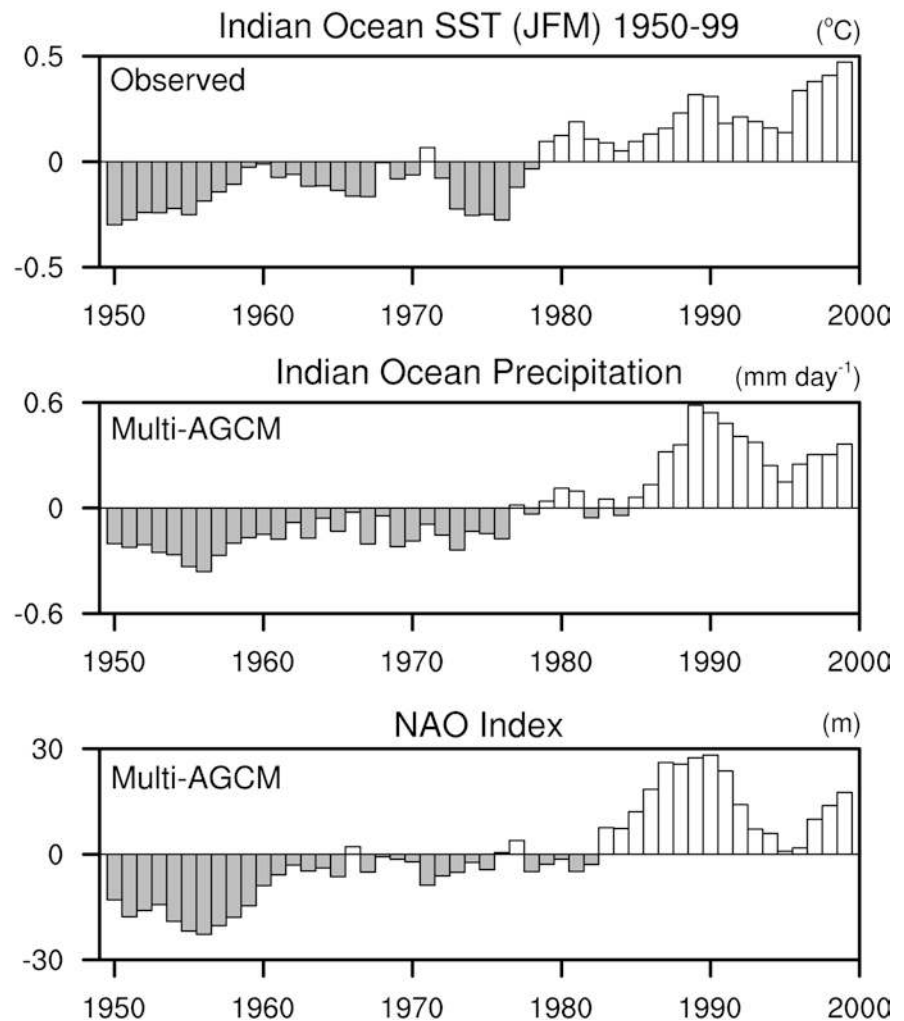 Indian Ocean SST (JFM) 1950-99 (°C)
0.5
Observed
0
-0.5
1950 1960 1970 1980 1990 2000
Indian Ocean Precipitation (mm day⁻¹)
0.6
Multi-AGCM
0
-0.6
1950 1960 1970 1980 1990 2000
NAO Index (m)
30
Multi-AGCM
0
-30
1950 1960 1970 1980 1990 2000